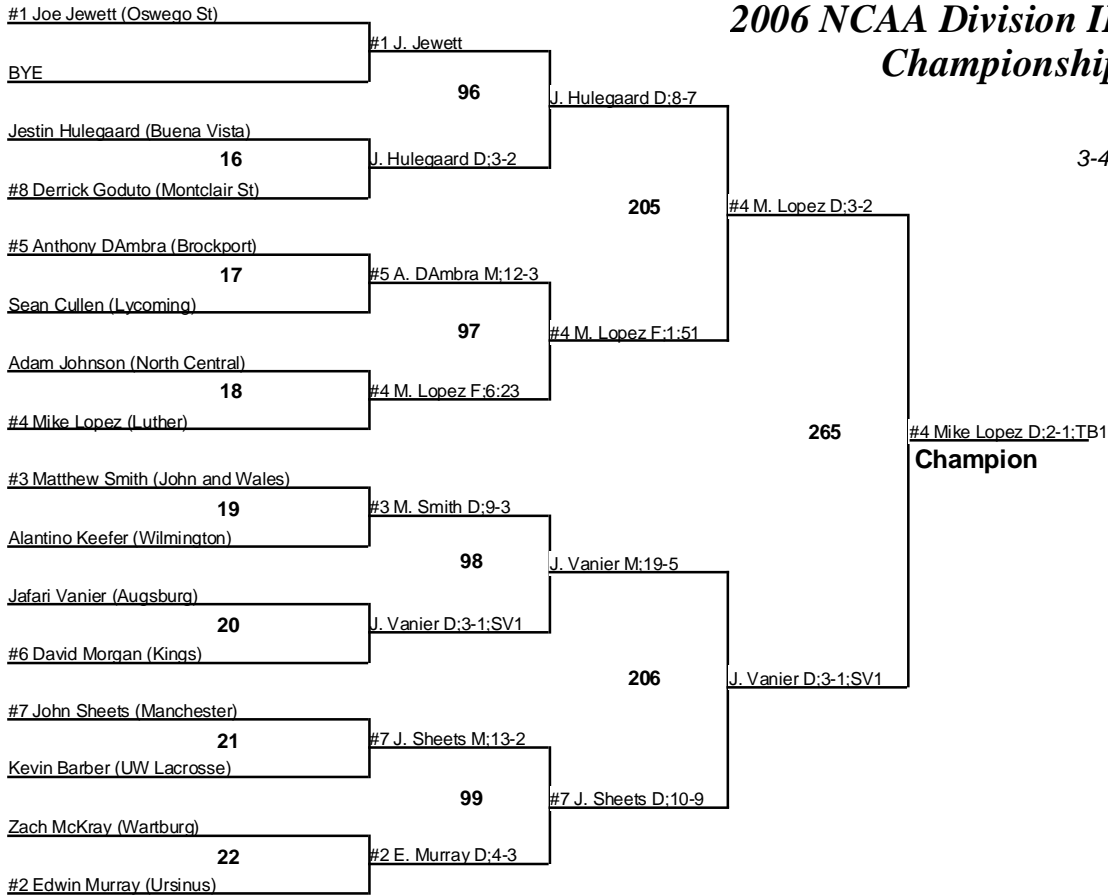 2006 NCAA Division II
Championship
3-4
#1 Joe Jewett (Oswego St)
BYE
Jestin Hulegaard (Buena Vista)
16
#8 Derrick Goduto (Montclair St)
#5 Anthony DAmbra (Brockport)
17
Sean Cullen (Lycoming)
Adam Johnson (North Central)
18
#4 Mike Lopez (Luther)
#3 Matthew Smith (John and Wales)
19
Alantino Keefer (Wilmington)
Jafari Vanier (Augsburg)
20
#6 David Morgan (Kings)
#7 John Sheets (Manchester)
21
Kevin Barber (UW Lacrosse)
Zach McKray (Wartburg)
22
#2 Edwin Murray (Ursinus)
#1 J. Jewett
96
J. Hulegaard D;3-2
#5 A. DAmbra M;12-3
97
#4 M. Lopez F;6:23
#3 M. Smith D;9-3
98
J. Vanier D;3-1;SV1
#7 J. Sheets M;13-2
99
#2 E. Murray D;4-3
J. Hulegaard D;8-7
205
#4 M. Lopez F;1:51
J. Vanier M;19-5
206
#7 J. Sheets D;10-9
#4 M. Lopez D;3-2
265
J. Vanier D;3-1;SV1
#4 Mike Lopez D;2-1;TB1
Champion